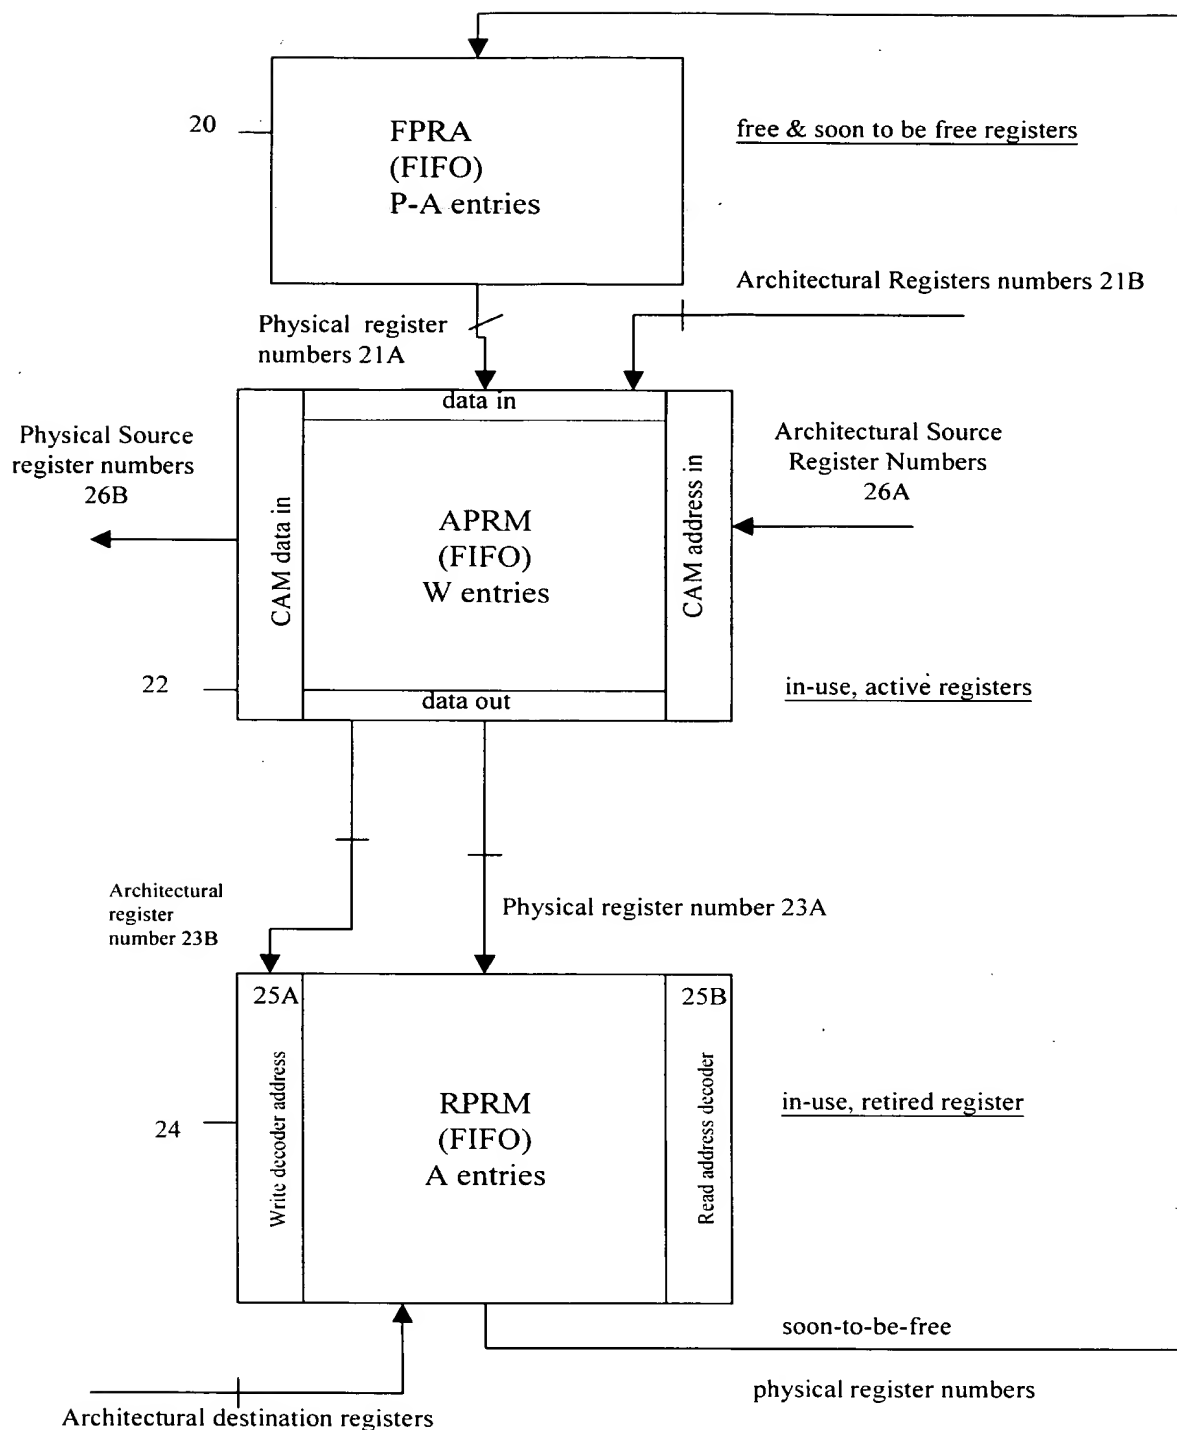 20
FPRA
(FIFO)
P-A entries
free & soon to be free registers
Architectural Registers numbers 21B
Physical register
numbers 21A
data in
Physical Source
register numbers
26B
CAM data in
APRM
(FIFO)
W entries
CAM address in
Architectural Source
Register Numbers
26A
22
data out
in-use, active registers
Architectural
register
number 23B
Physical register number 23A
25A
25B
Write decoder address
RPRM
(FIFO)
A entries
Read address decoder
24
in-use, retired register
soon-to-be-free
physical register numbers
Architectural destination registers